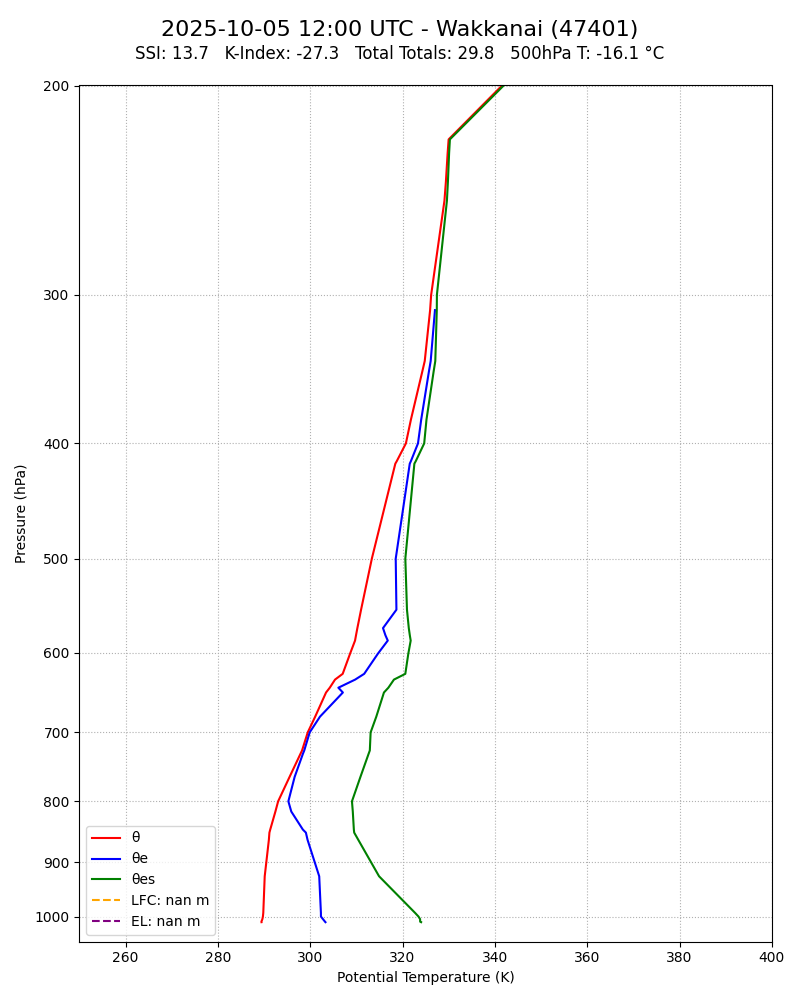 2025-10-05 12:00 UTC - Wakkanai (47401)
SSI: 13.7   K-Index: -27.3   Total Totals: 29.8   500hPa T: -16.1 °C
200
300
400
500
600
700
800
900
1000
Pressure (hPa)
θ
θe
θes
LFC: nan m
EL: nan m
260 280 300 320 340 360 380 400
Potential Temperature (K)